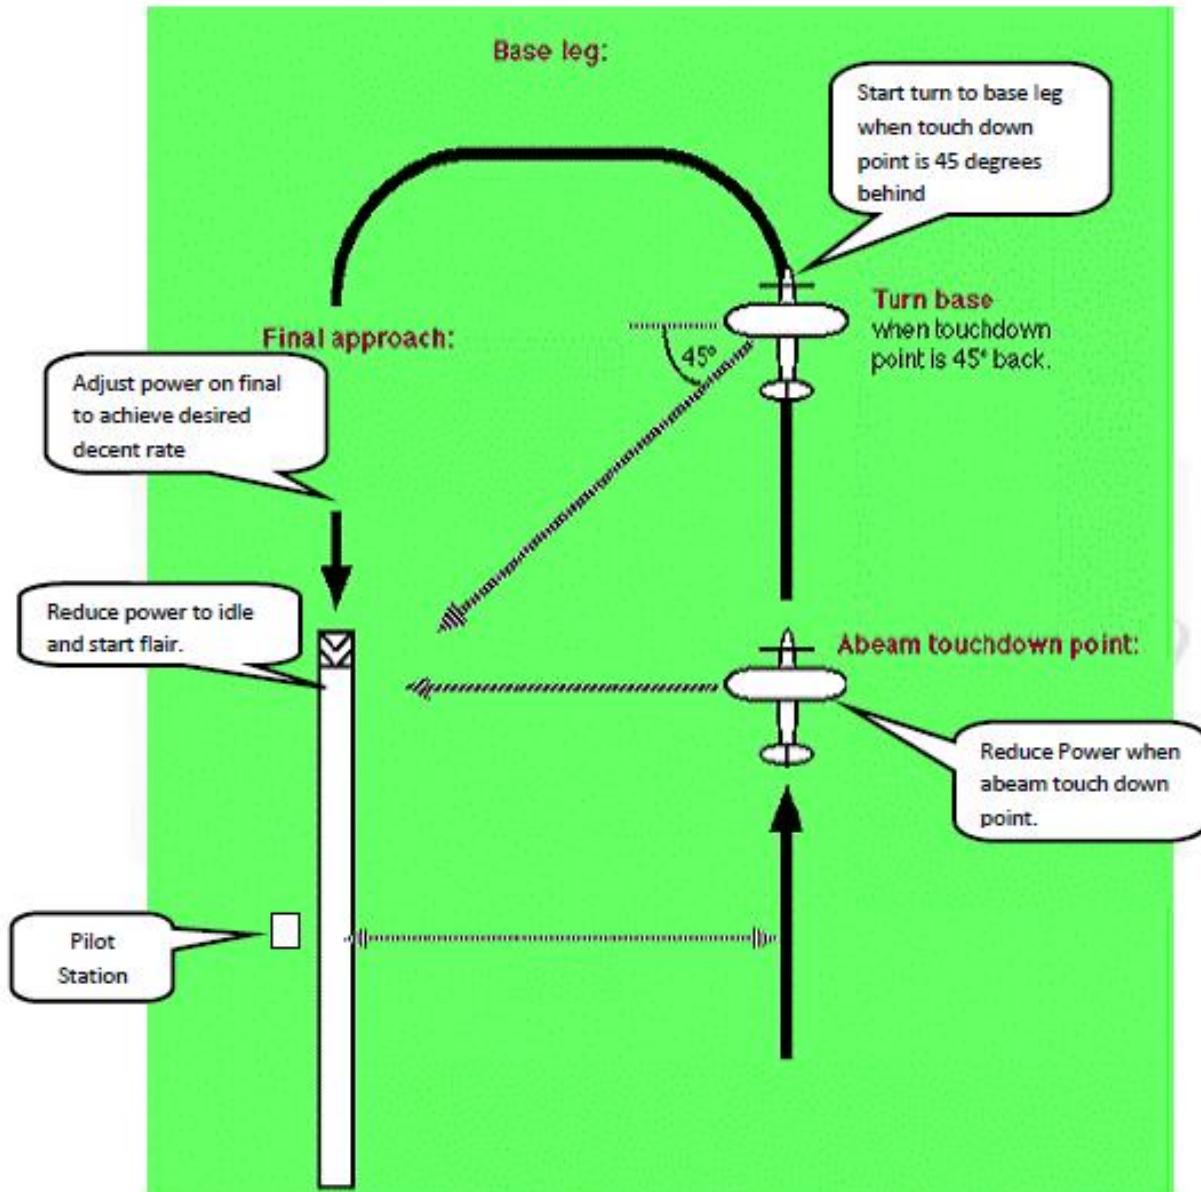 Base leg:
Start turn to base leg
when touch down
point is 45 degrees
behind
Turn base
when touchdown
point is 45° back.
45°
Final approach:
Adjust power on final
to achieve desired
decent rate
Reduce power to idle
and start flair.
Abeam touchdown point:
Reduce Power when
abeam touch down
point.
Pilot
Station